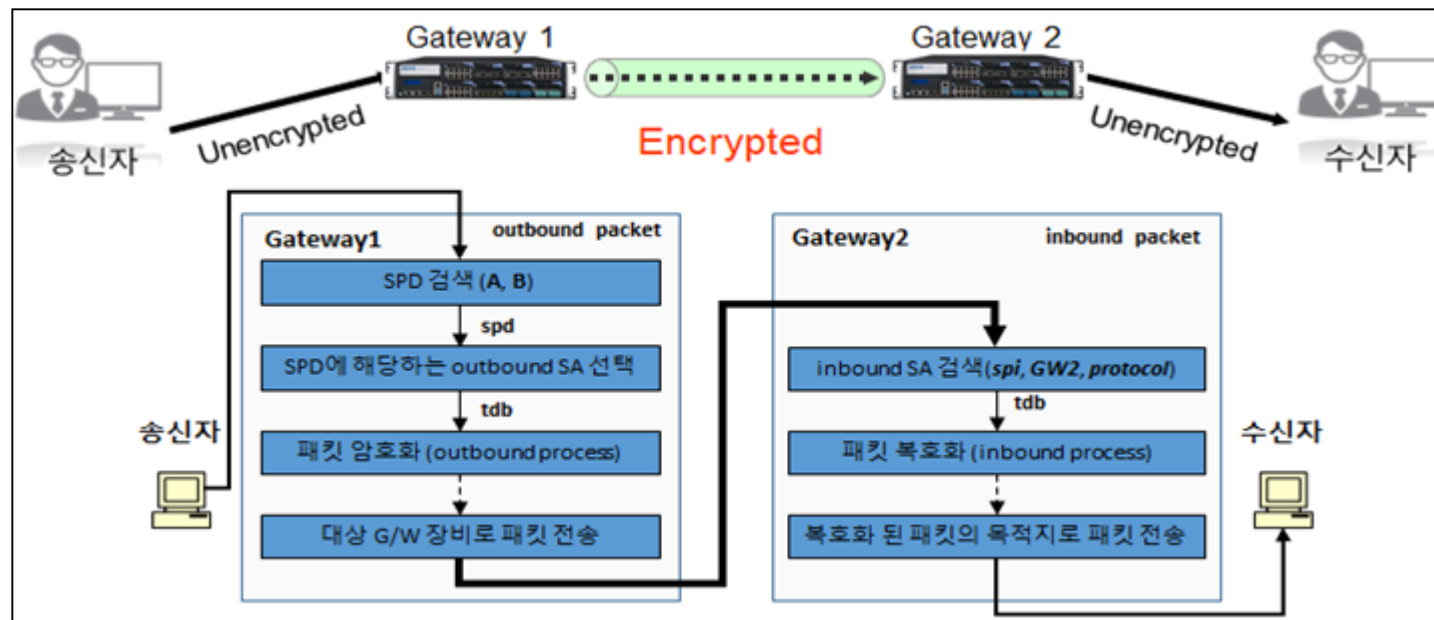 Gateway 1
Gateway 2
Unencrypted
Encrypted
Unencrypted
송신자
수신자
Gateway1
outbound packet
SPD 검색 (A, B)
spd
SPD에 해당하는 outbound SA 선택
tdb
패킷 암호화 (outbound process)
대상 G/W 장비로 패킷 전송
송신자
Gateway2
inbound packet
inbound SA 검색(spi, GW2, protocol)
tdb
패킷 복호화 (inbound process)
복호화 된 패킷의 목적지로 패킷 전송
수신자